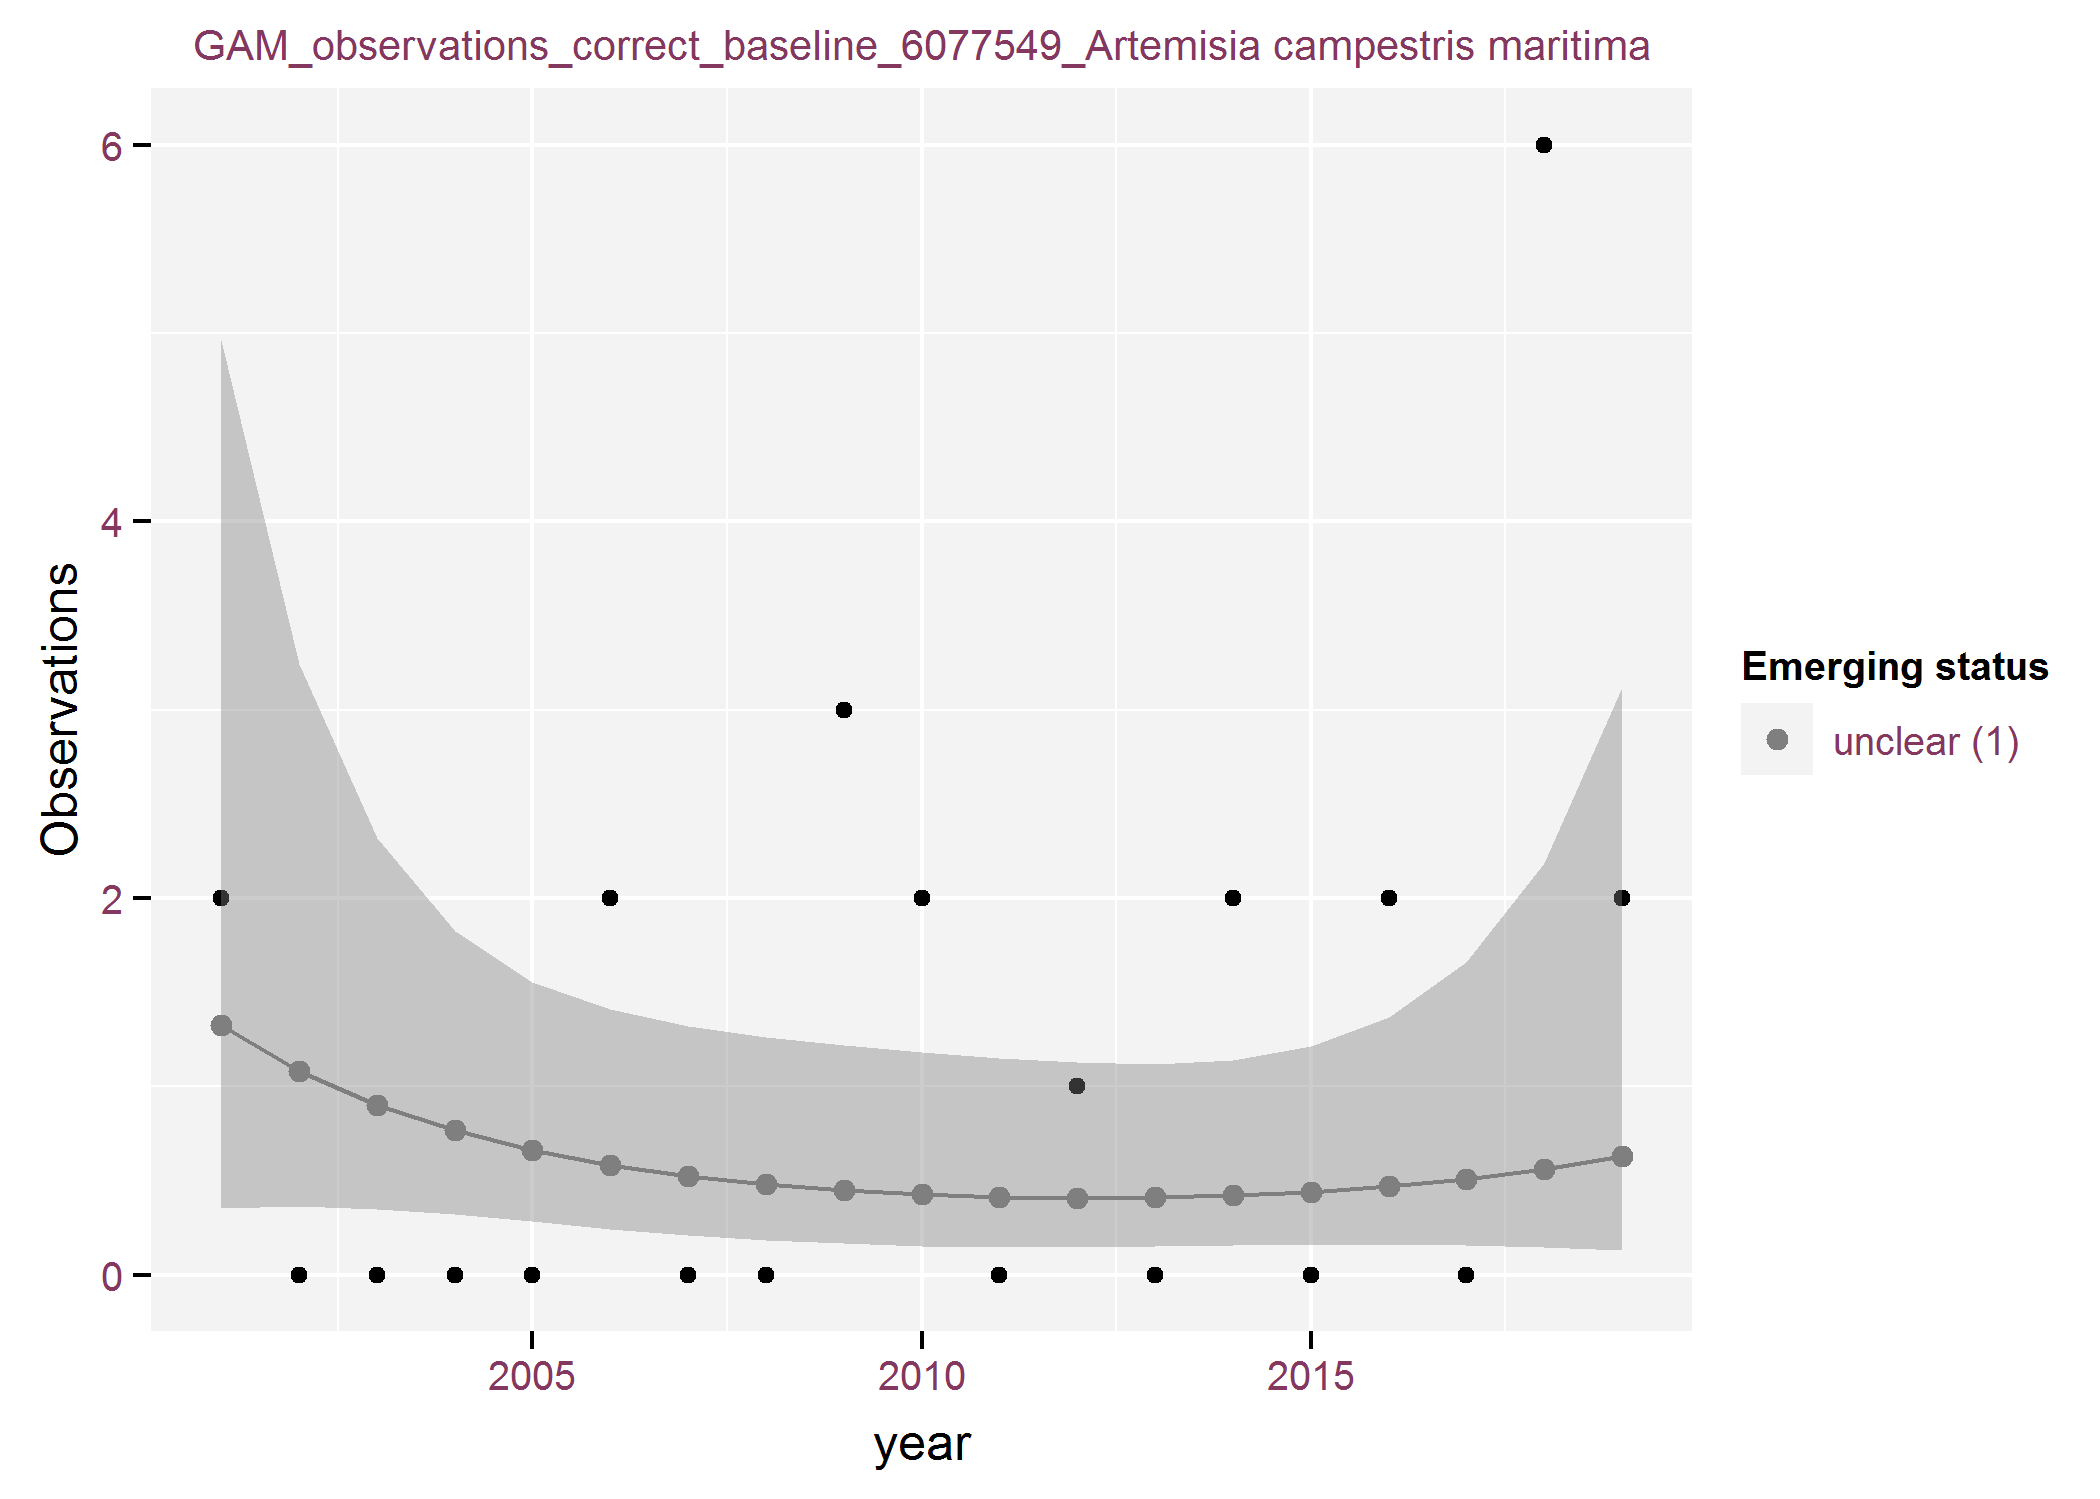 GAM_observations_correct_baseline_6077549_Artemisia campestris maritima
6
4
2
0
Observations
2005
2010
2015
year
Emerging status
unclear (1)